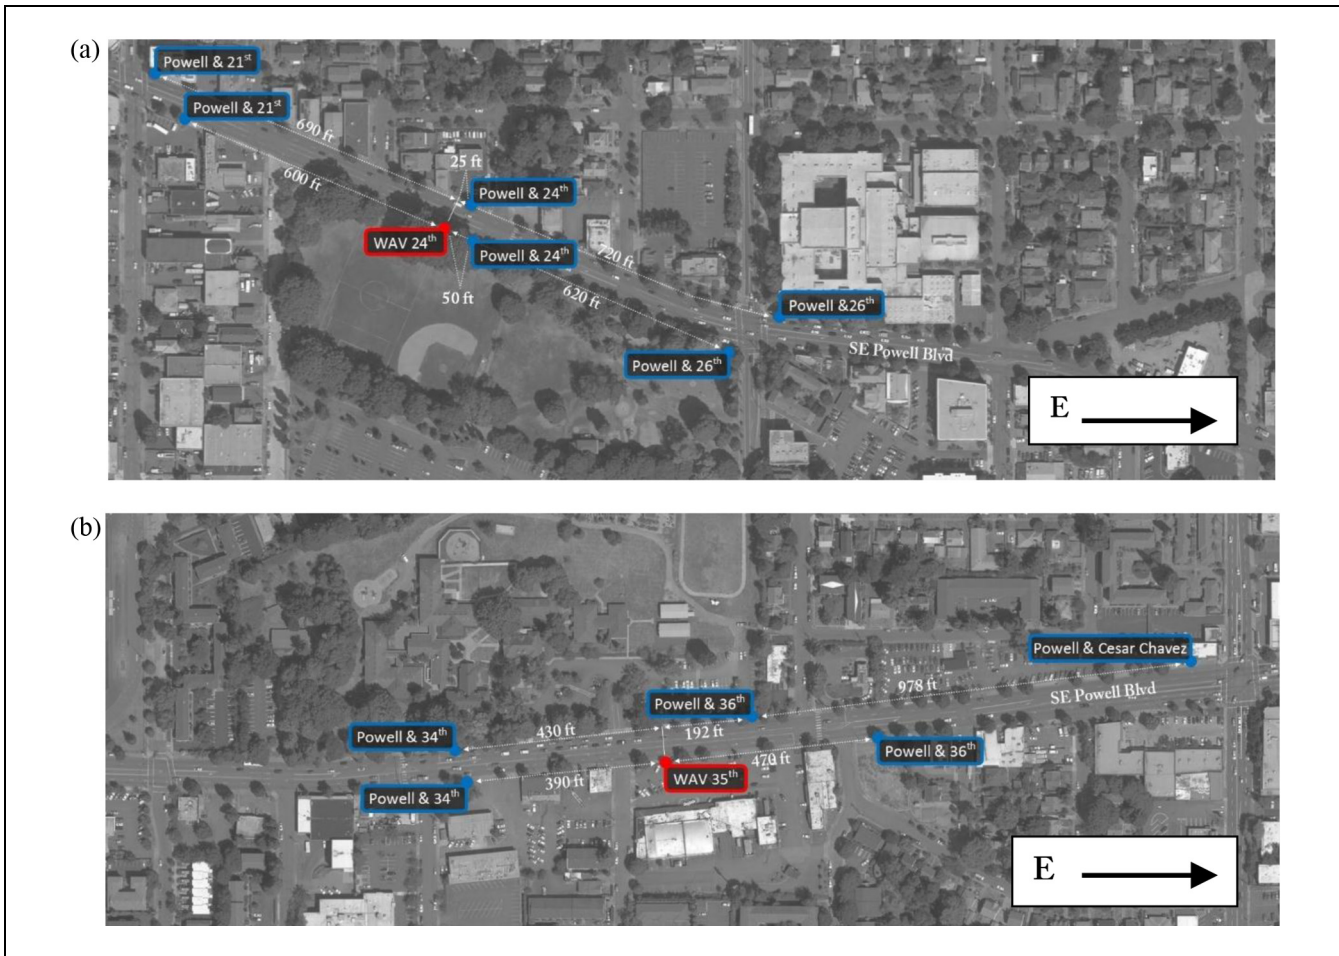 (a)
Powell & 21st
Powell & 21st
690 ft
600 ft
25 ft
Powell & 24th
WAV 24th
Powell & 24th
50 ft
720 ft
620 ft
Powell &26th
Powell & 26th
SE Powell Blvd
E
(b)
Powell & Cesar Chavez
978 ft
SE Powell Blvd
Powell & 36th
430 ft
192 ft
Powell & 34th
Powell & 36th
470 ft
WAV 35th
390 ft
Powell & 34th
E